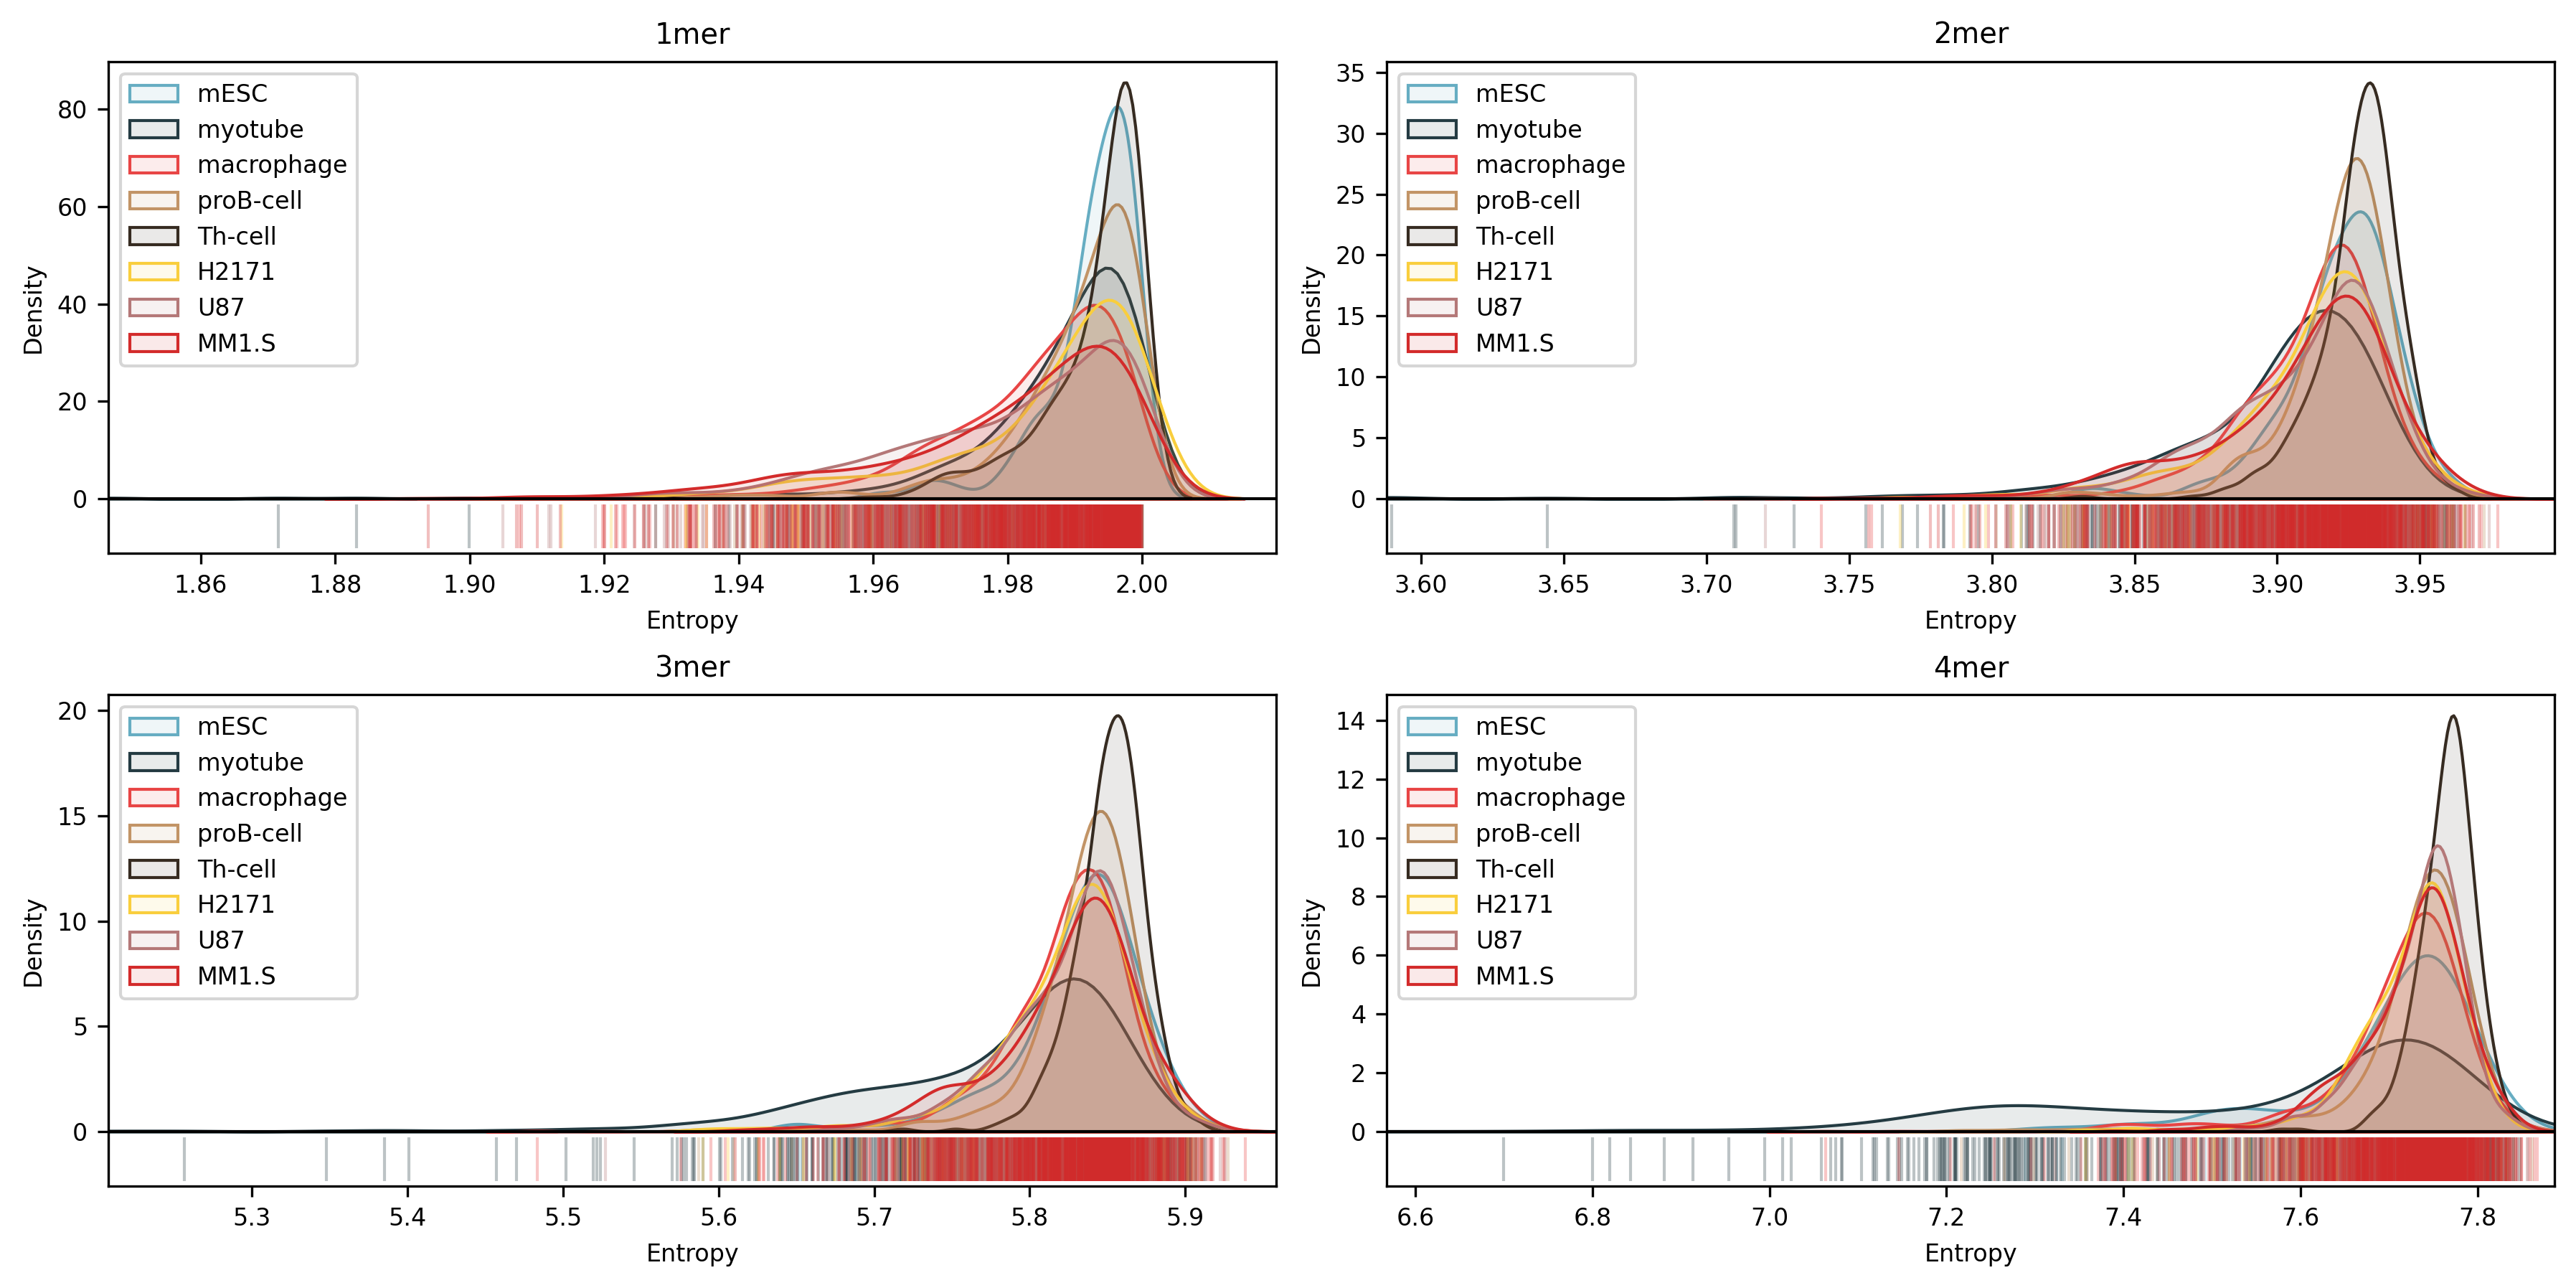 1mer
80
60
40
20
0
Density
mESC
myotube
macrophage
proB-cell
Th-cell
H2171
U87
MM1.S
1.86 1.88 1.90 1.92 1.94 1.96 1.98 2.00
Entropy
2mer
35
30
25
20
15
10
5
0
Density
mESC
myotube
macrophage
proB-cell
Th-cell
H2171
U87
MM1.S
3.60 3.65 3.70 3.75 3.80 3.85 3.90 3.95
Entropy
3mer
20
15
10
5
0
Density
mESC
myotube
macrophage
proB-cell
Th-cell
H2171
U87
MM1.S
5.3 5.4 5.5 5.6 5.7 5.8 5.9
Entropy
4mer
14
12
10
8
6
4
2
0
Density
mESC
myotube
macrophage
proB-cell
Th-cell
H2171
U87
MM1.S
6.6 6.8 7.0 7.2 7.4 7.6 7.8
Entropy